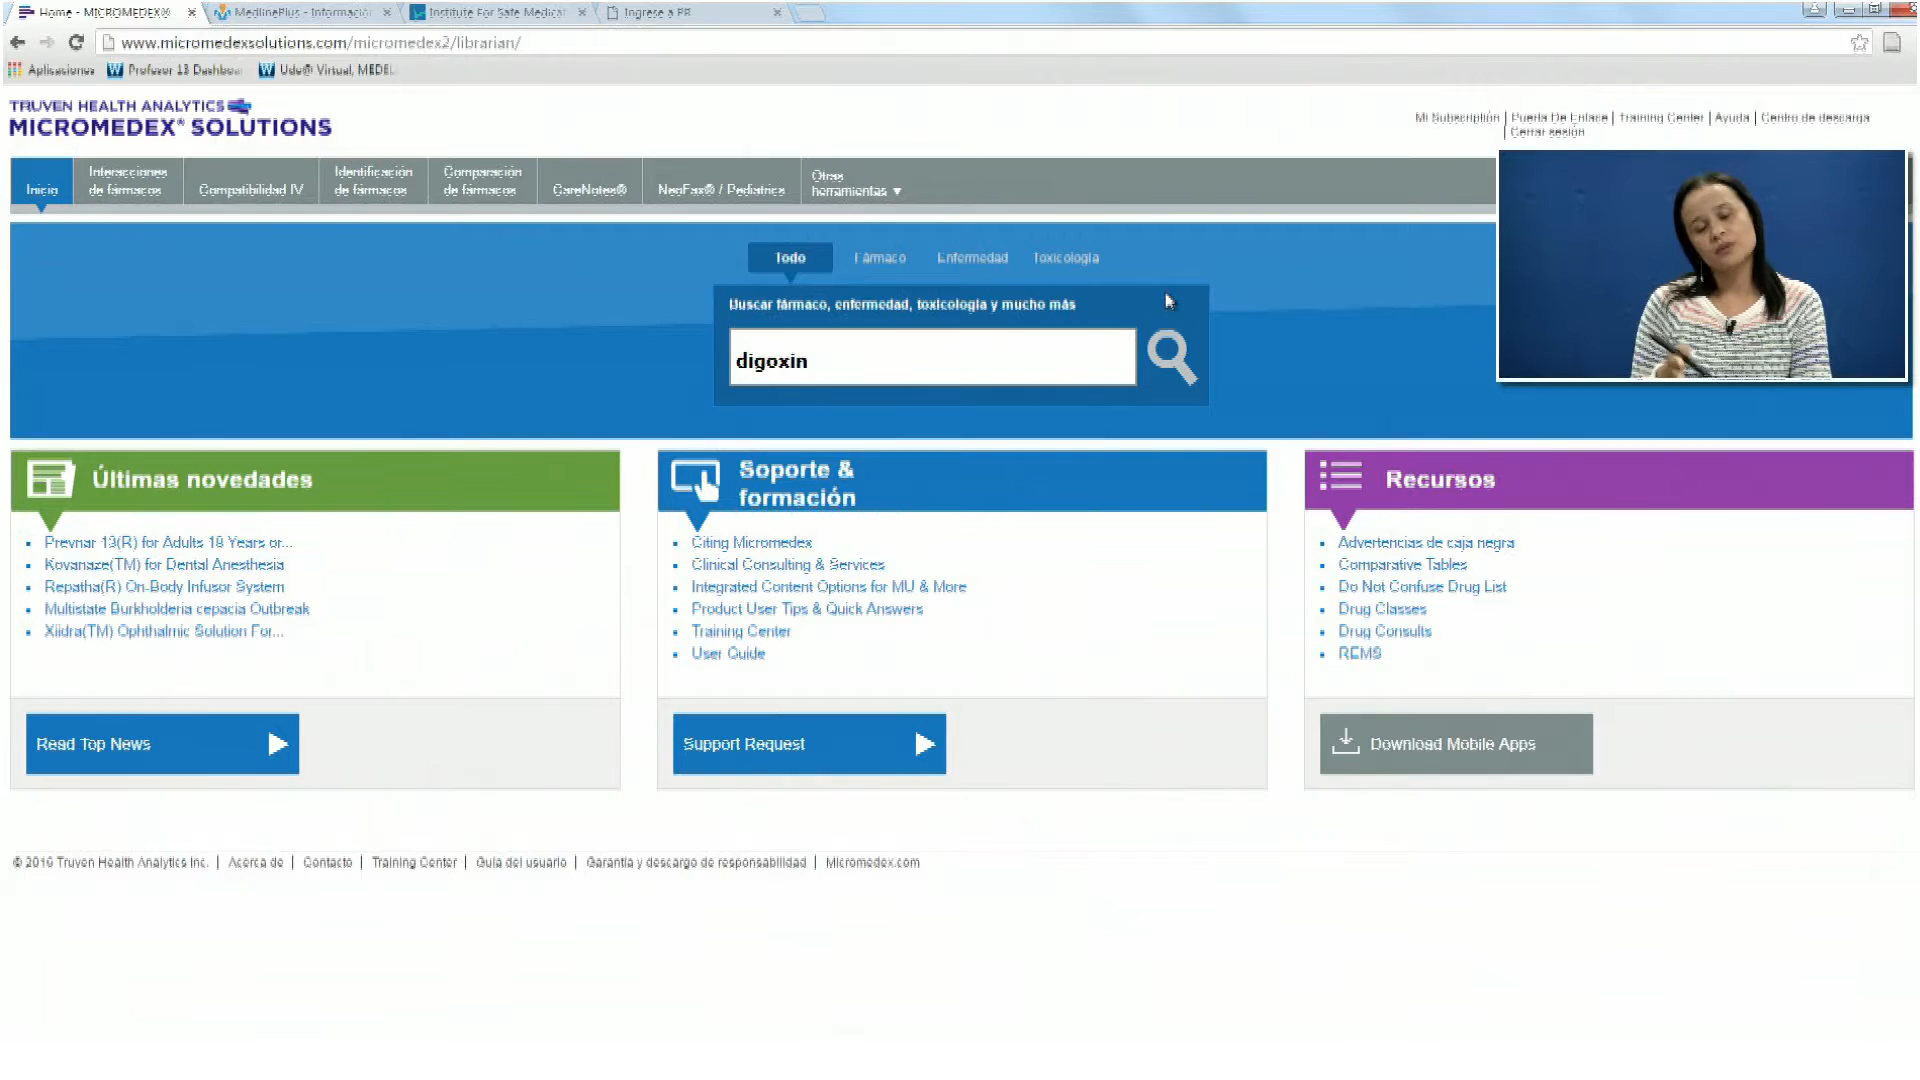 Home - MICROMEDEX®
MedlinePlus - Informació
Institute For Safe Medicat
Ingrese a PR
www.micromedexsolutions.com/micromedex2/librarian/
Aplicaciones
Profesor 13 Dashboa
Ude@ Virtual, MEDEL
TRUVEN HEALTH ANALYTICS
MICROMEDEX® SOLUTIONS
Mi Subscriptión | Puerta De Enlace | Training Center | Ayuda | Centro de descarga
| Cerrar sesión
Inicio
Interacciones
de fármacos
Compatibilidad IV
Identificación
de fármacos
Comparación
de fármacos
CareNotes®
NeoFax® / Pediatrics
Otras
herramientas
Todo
Fármaco
Enfermedad
Toxicología
Buscar fármaco, enfermedad, toxicología y mucho más
digoxin
Últimas novedades
Prevnar 13(R) for Adults 18 Years or...
Kovanaze(TM) for Dental Anesthesia
Repatha(R) On-Body Infusor System
Multistate Burkholderia cepacia Outbreak
Xiidra(TM) Ophthalmic Solution For...
Read Top News
Soporte &
formación
Citing Micromedex
Clinical Consulting & Services
Integrated Content Options for MU & More
Product User Tips & Quick Answers
Training Center
User Guide
Support Request
Recursos
Advertencias de caja negra
Comparative Tables
Do Not Confuse Drug List
Drug Classes
Drug Consults
REMS
Download Mobile Apps
© 2016 Truven Health Analytics Inc. | Acerca de | Contacto | Training Center | Guía del usuario | Garantía y descargo de responsabilidad | Micromedex.com